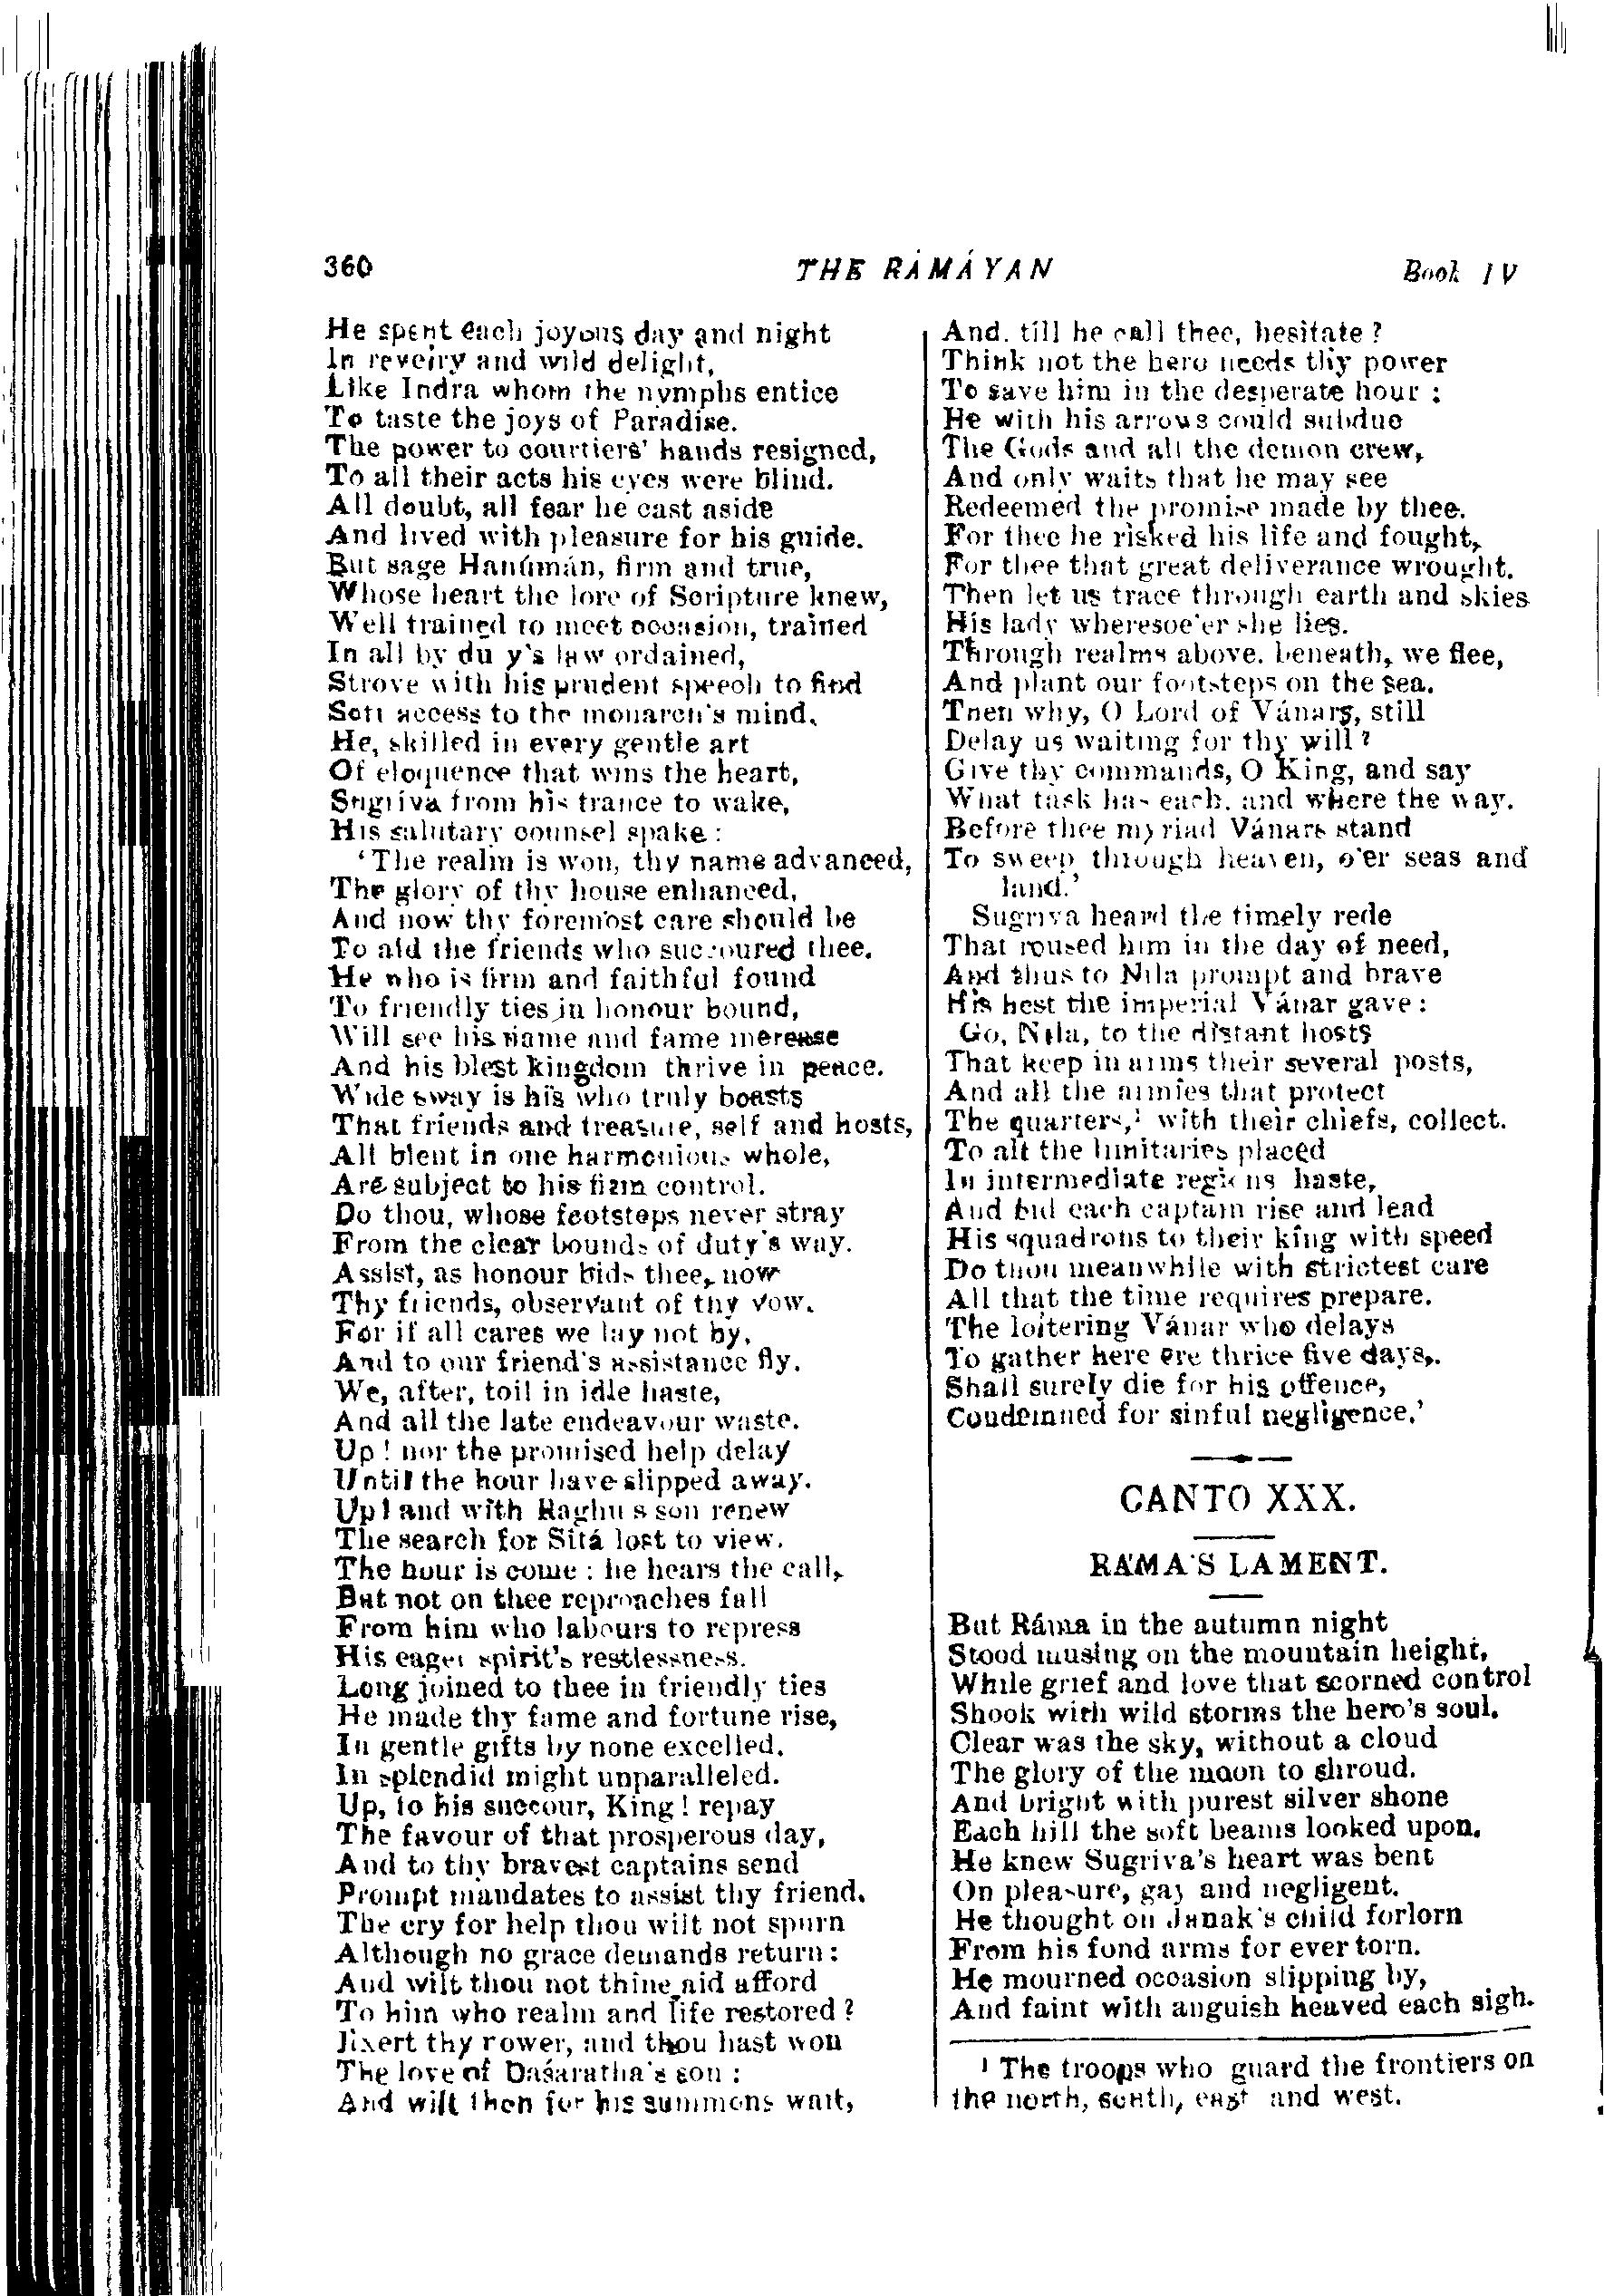 360 THE RÁMÁYAN Book IV
He spent each joyous day and night
In reveiry and wild delight,
Like Indra whom the nymphs entice
To taste the joys of Paradise.
The power to courtiers' hands resigned,
To all their acts his eyes were blind.
All doubt, all fear he cast aside
And lived with pleasure for his guide.
But sage Hanúmán, firm and true,
Whose heart the lore of Scripture knew,
Well trained to meet occasion, trained
In all by du y's law ordained,
Strove with his prudent speech to find
Soft access to the monarch's mind.
He, skilled in every gentle art
Of eloquence that wins the heart,
Sugríva from his trance to wake,
His salutary counsel spake :
'The realm is won, thy name advanced,
The glory of thy house enhanced,
And now thy foremost care should be
To aid the friends who succoured thee.
He who is firm and faithful found
To friendly ties in honour bound,
Will see his name and fame increase
And his blest kingdom thrive in peace.
Wide sway is his who truly boasts
That friends and treasure, self and hosts,
All blent in one harmonious whole,
Are subject to his firm control.
Do thou, whose footsteps never stray
From the clear bounds of duty's way.
Assist, as honour bids thee, now
Thy friends, observant of thy vow.
For if all cares we lay not by,
And to our friend's assistance fly,
We, after, toil in idle haste,
And all the late endeavour waste.
Up ! nor the promised help delay
Until the hour have slipped away.
Up ! and with Raghu s son renew
The search for Sítá lost to view.
The hour is come : he hears the call,
But not on thee reproaches fall
From him who labours to repress
His eager spirit's restlessness.
Long joined to thee in friendly ties
He made thy fame and fortune rise,
In gentle gifts by none excelled,
In splendid might unparalleled.
Up, to his succour, King ! repay
The favour of that prosperous day,
And to thy bravest captains send
Prompt mandates to assist thy friend.
The cry for help thou wilt not spurn
Although no grace demands return :
And wilt thou not thine aid afford
To him who realm and life restored ?
Exert thy power, and thou hast won
The love of Daśaratha's son :
And wilt then for his summons wait,
And, till he call thee, hesitate ?
Think not the hero needs thy power
To save him in the desperate hour :
He with his arrows could subdue
The Gods and all the demon crew,
And only waits that he may see
Redeemed the promise made by thee.
For thee he risked his life and fought,
For thee that great deliverance wrought.
Then let us trace through earth and skies
His lady wheresoe'er she lies.
Through realms above, beneath, we flee,
And plant our footsteps on the sea.
Then why, O Lord of Vánars, still
Delay us waiting for thy will ?
Give thy commands, O King, and say
What task has each, and where the way.
Before thee myriad Vánars stand
To sweep through heaven, o'er seas and
land.'
Sugríva heard the timely rede
That roused him in the day of need,
And thus to Níla prompt and brave
His hest the imperial Vánar gave :
Go, Níla, to the distant hosts
That keep in arms their several posts,
And all the armies that protect
The quarters,¹ with their chiefs, collect.
To all the luminaries placed
In intermediate regions haste,
And bid each captain rise and lead
His squadrons to their king with speed
Do thou meanwhile with strictest care
All that the time requires prepare.
The loitering Vánar who delays
To gather here ere thrice five days,
Shall surely die for his offence,
Condemned for sinful negligence.'
CANTO XXX.
RÁMA'S LAMENT.
But Ráma in the autumn night
Stood musing on the mountain height,
While grief and love that scorned control
Shook with wild storms the hero's soul.
Clear was the sky, without a cloud
The glory of the moon to shroud.
And bright with purest silver shone
Each hill the soft beams looked upon.
He knew Sugríva's heart was bent
On pleasure, gay and negligent.
He thought on Janak's child forlorn
From his fond arms for ever torn.
He mourned occasion slipping by,
And faint with anguish heaved each sigh.
¹ The troops who guard the frontiers on
the north, south, east and west.